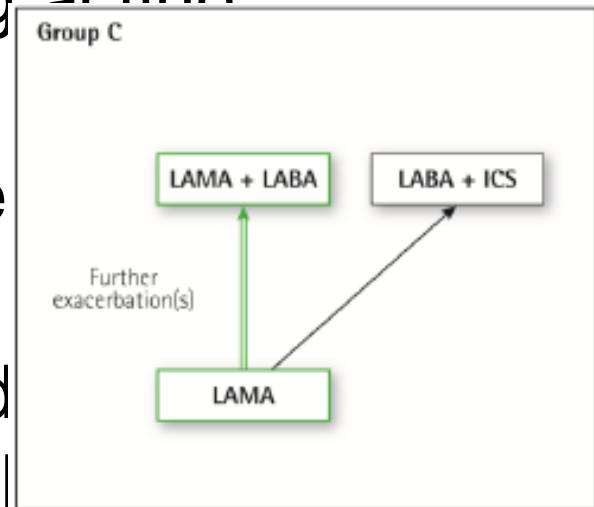 Group C
LAMA + LABA
LABA + ICS
Further
exacerbation(s)
LAMA